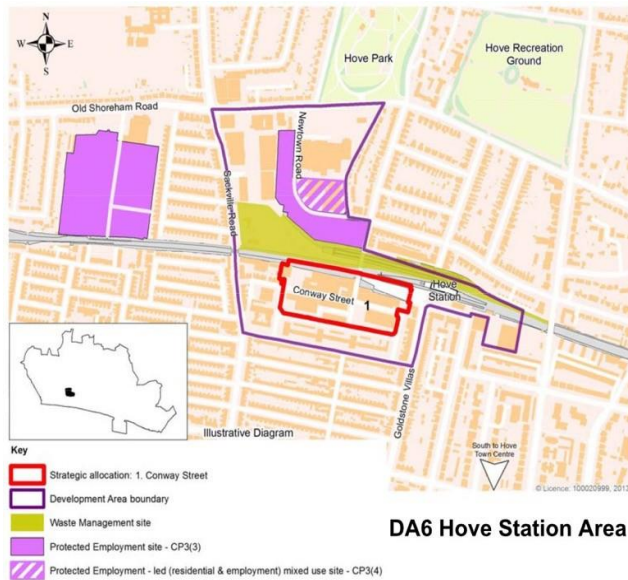 N
W E
S
Hove Park
Hove Recreation
Ground
Old Shoreham Road
Newtown Road
Sackville Road
Hove
Station
Conway Street
1
Goldstone Villas
Illustrative Diagram
South to Hove
Town Centre
Key
Strategic allocation: 1. Conway Street
Development Area boundary
Waste Management site
Protected Employment site - CP3(3)
Protected Employment - led (residential & employment) mixed use site - CP3(4)
© Licence: 100020999, 2013
DA6 Hove Station Area